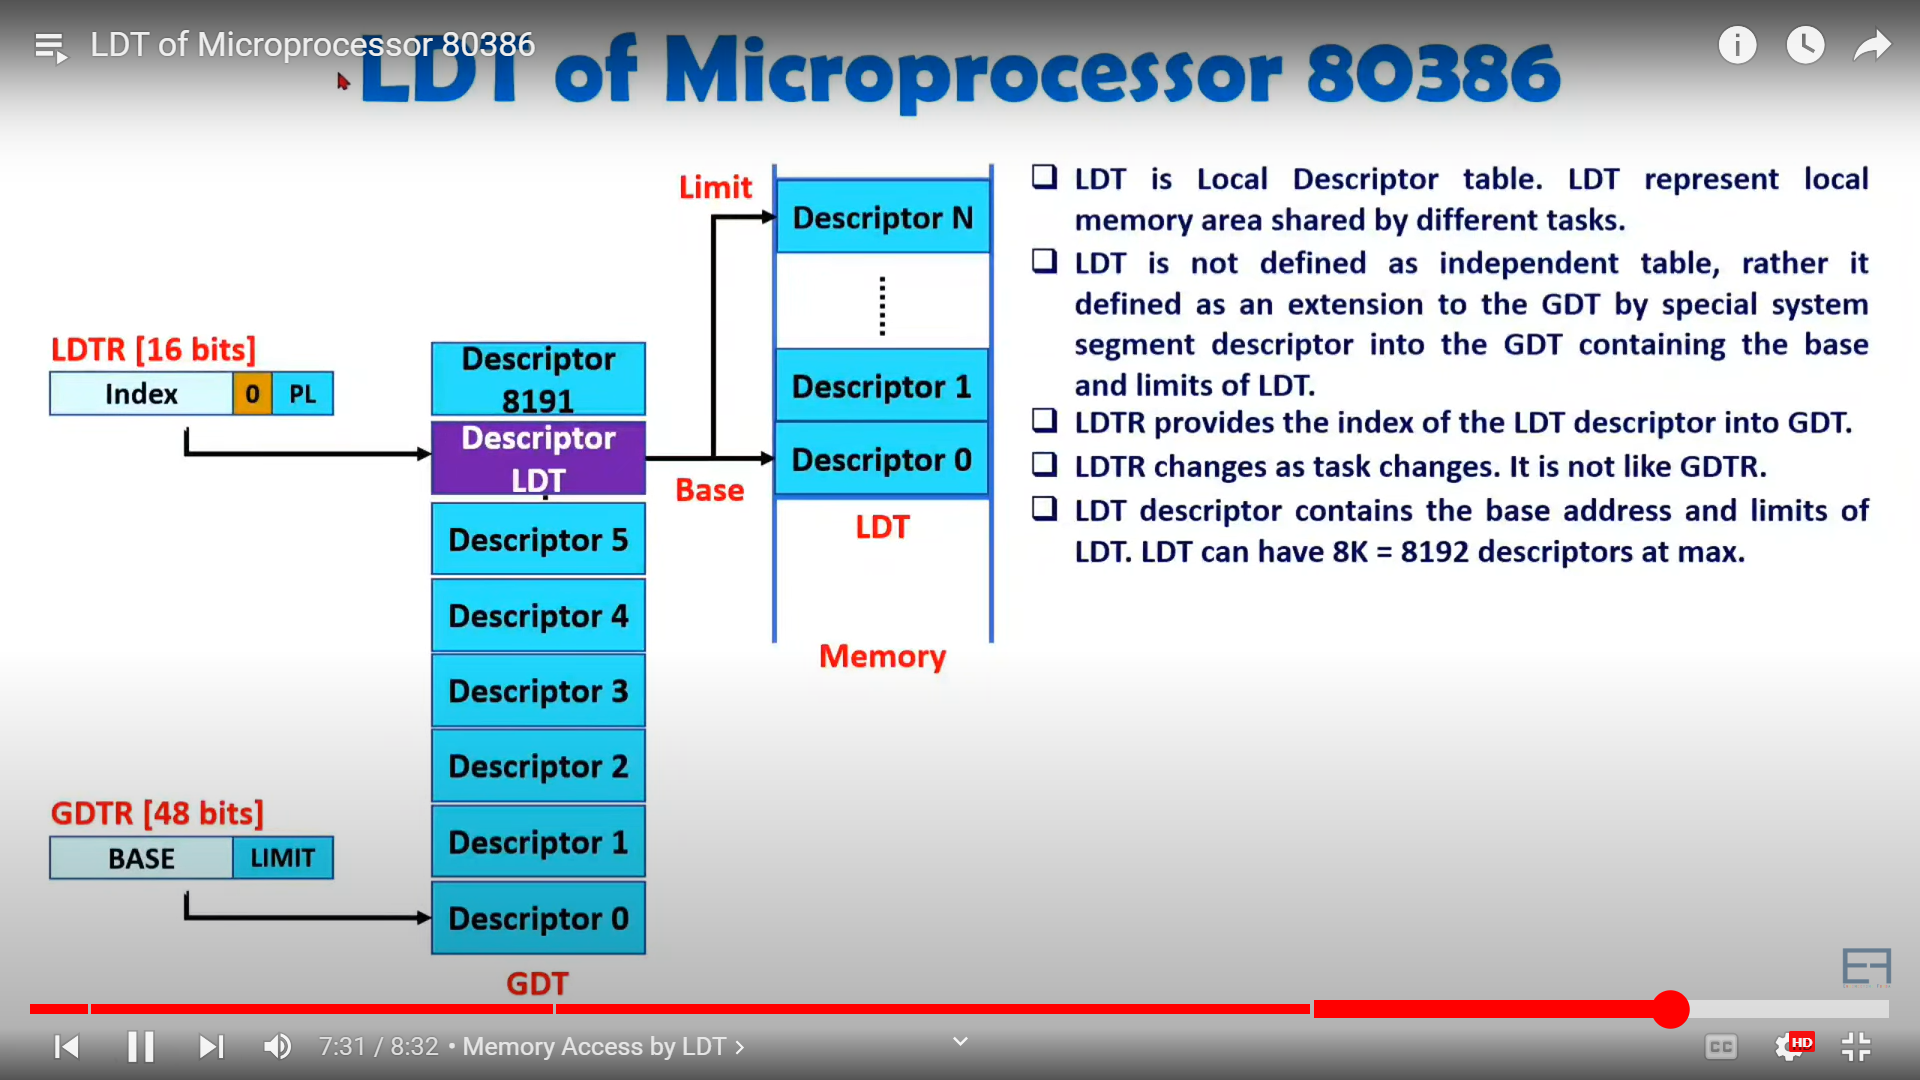 LDT of Microprocessor 80386
LDT of Microprocessor 80386
Limit
Descriptor N
LDTR [16 bits]
Index 0 PL
Descriptor
8191
Descriptor
LDT
Descriptor 1
Descriptor 0
Base
LDT
Memory
Descriptor 5
Descriptor 4
Descriptor 3
Descriptor 2
Descriptor 1
Descriptor 0
GDT
GDTR [48 bits]
BASE LIMIT
LDT is Local Descriptor table. LDT represent local
memory area shared by different tasks.
LDT is not defined as independent table, rather it
defined as an extension to the GDT by special system
segment descriptor into the GDT containing the base
and limits of LDT.
LDTR provides the index of the LDT descriptor into GDT.
LDTR changes as task changes. It is not like GDTR.
LDT descriptor contains the base address and limits of
LDT. LDT can have 8K = 8192 descriptors at max.
7:31 / 8:32 • Memory Access by LDT
CC
HD